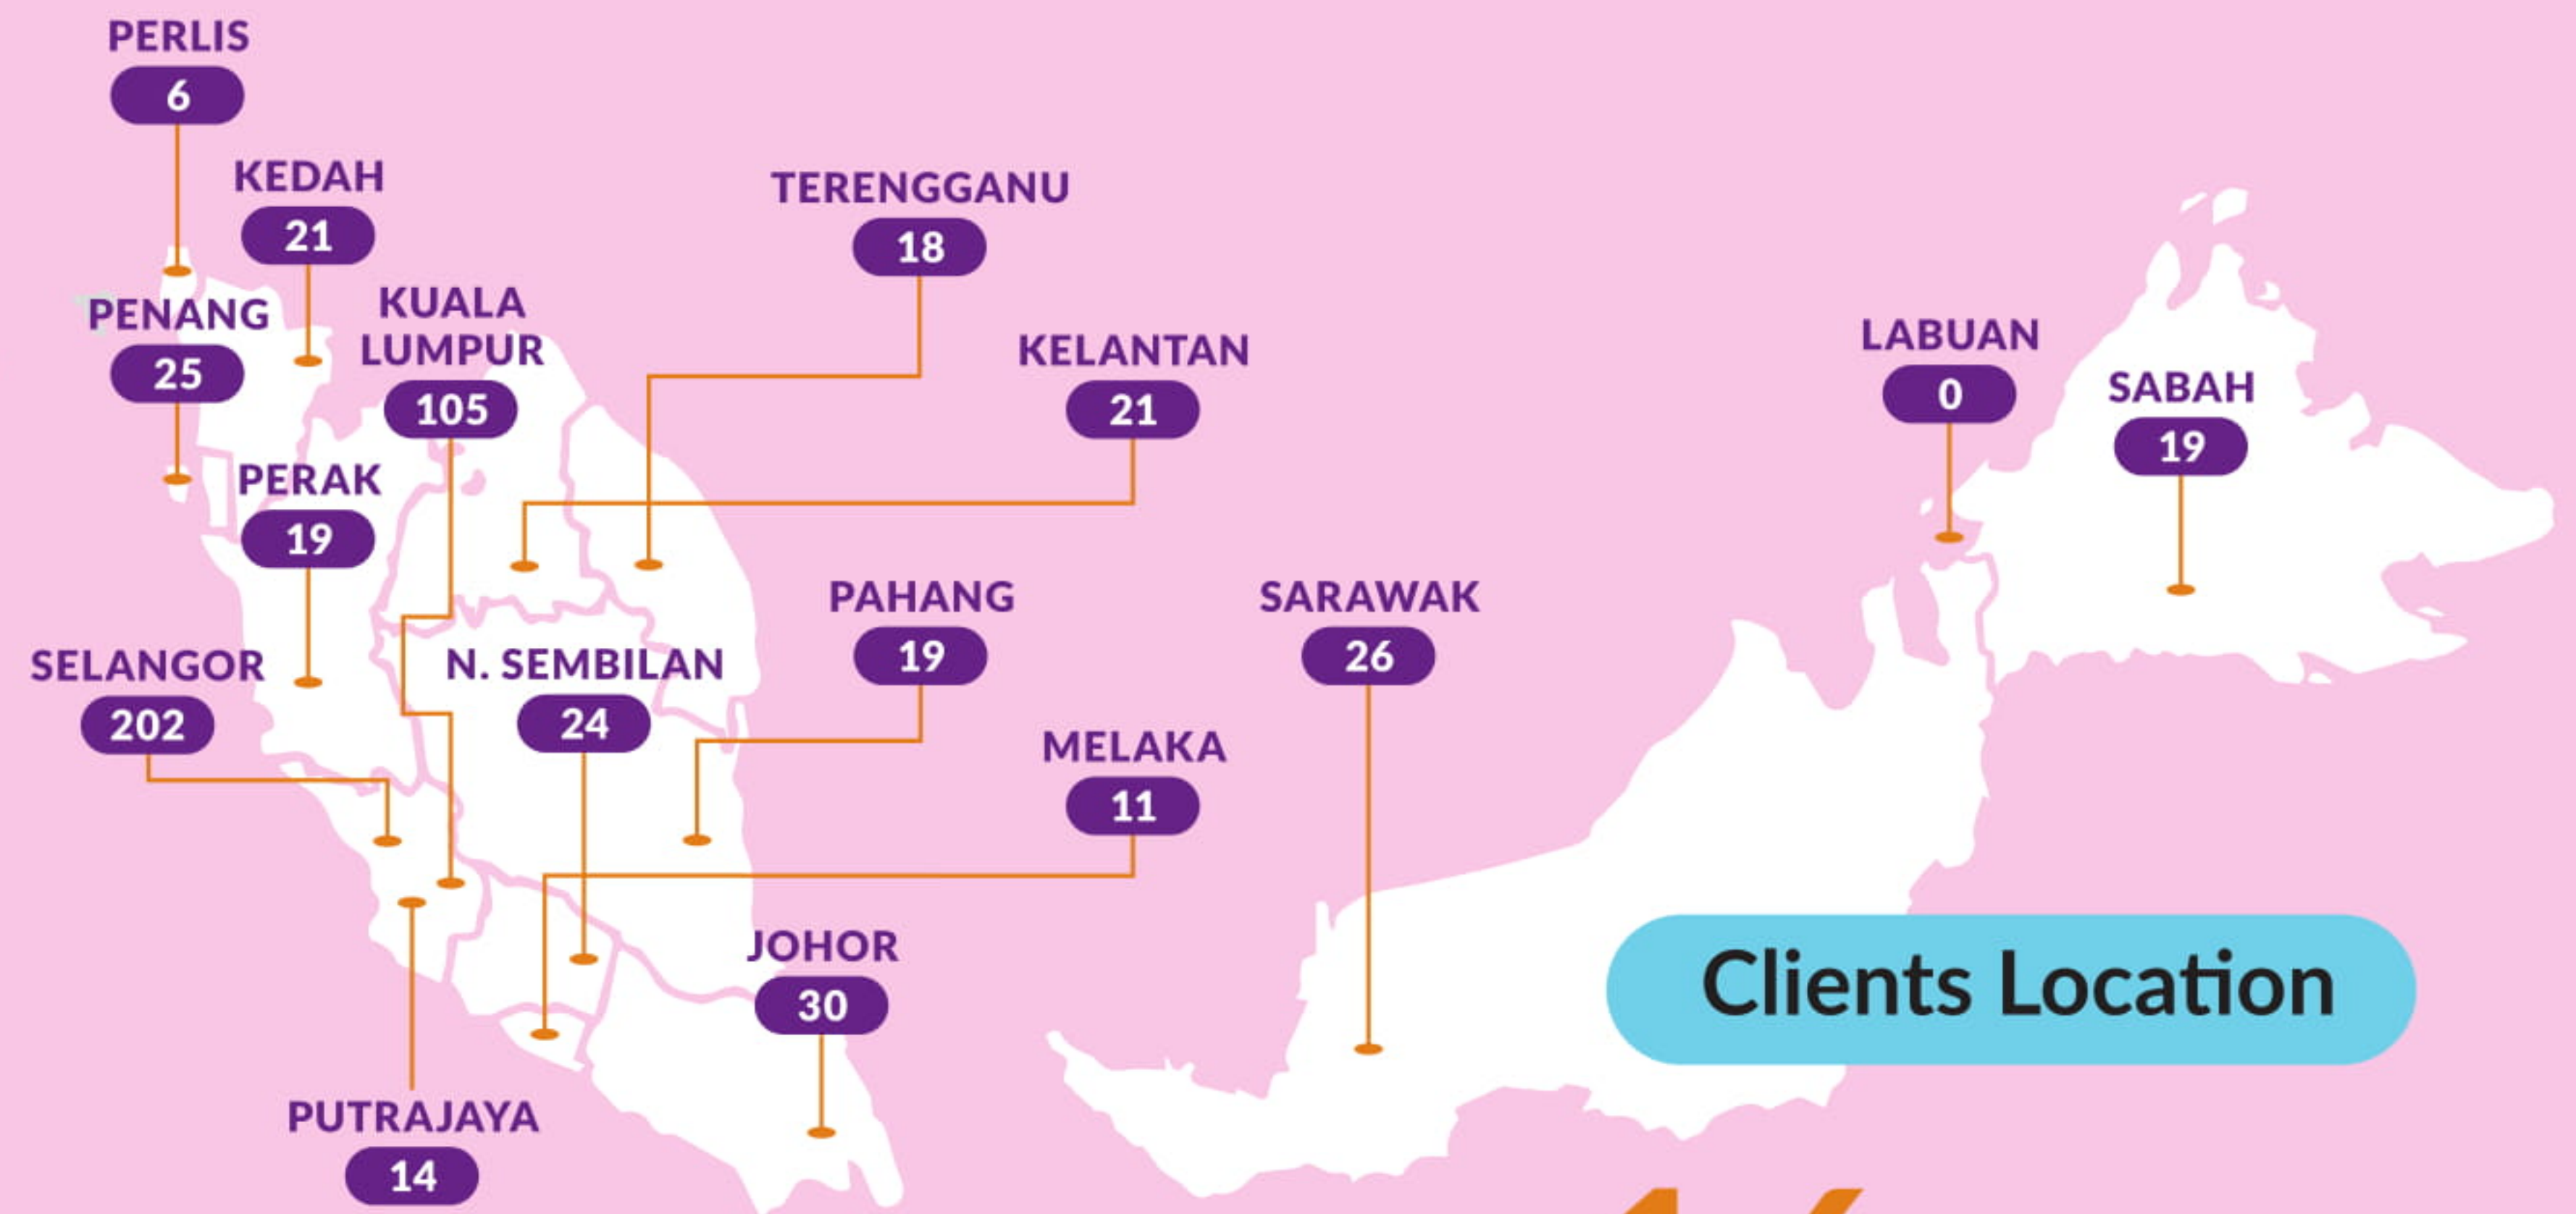 PERLIS
6
KEDAH
21
TERENGGANU
18
PENANG
25
KUALA
LUMPUR
105
KELANTAN
21
LABUAN
0
SABAH
19
PERAK
19
PAHANG
19
SARAWAK
26
SELANGOR
202
N. SEMBILAN
24
MELAKA
11
JOHOR
30
Clients Location
PUTRAJAYA
14